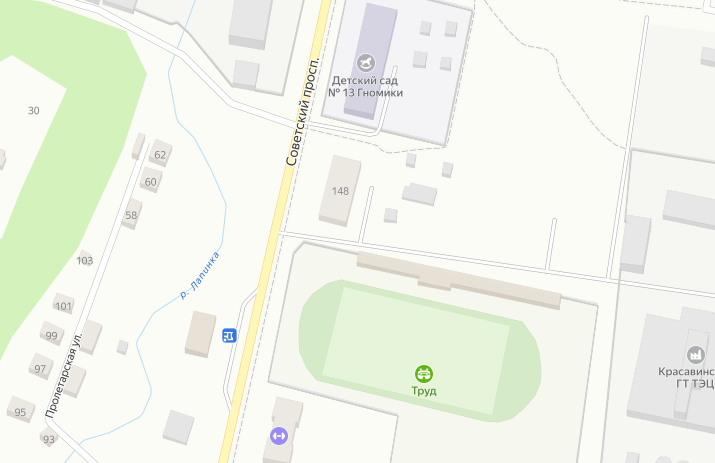 Детский сад
№ 13 Гномики
Советский просп.
30
62
60
58
148
103
р. Лапинка
101
99
97
95
93
Пролетарская ул.
Труд
Красавинс
ГТ ТЭЦ